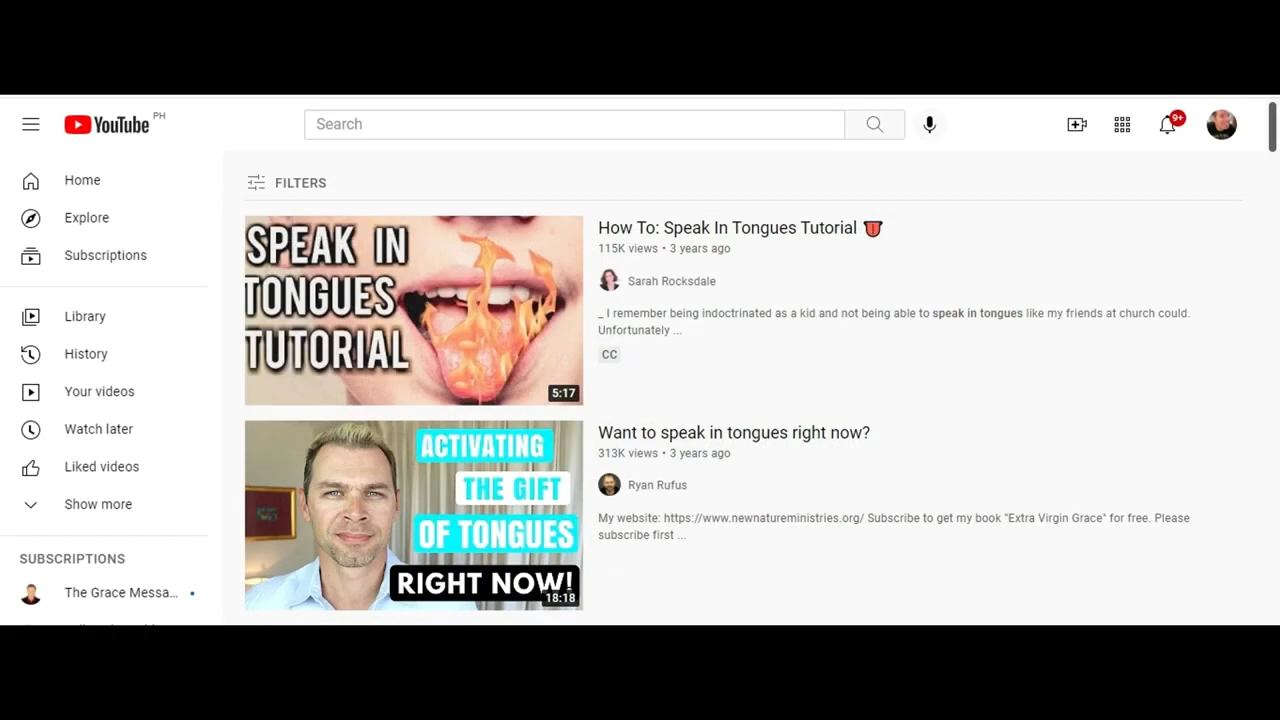 YouTube PH
Search
9+
Home
Explore
Subscriptions
Library
History
Your videos
Watch later
Liked videos
Show more
SUBSCRIPTIONS
The Grace Messa...
FILTERS
SPEAK IN
TONGUES
TUTORIAL
5:17
How To: Speak In Tongues Tutorial
115K views • 3 years ago
Sarah Rocksdale
_ I remember being indoctrinated as a kid and not being able to speak in tongues like my friends at church could.
Unfortunately ...
CC
ACTIVATING
THE GIFT
OF TONGUES
RIGHT NOW!
18:18
Want to speak in tongues right now?
313K views • 3 years ago
Ryan Rufus
My website: https://www.newnatureministries.org/ Subscribe to get my book "Extra Virgin Grace" for free. Please
subscribe first ...